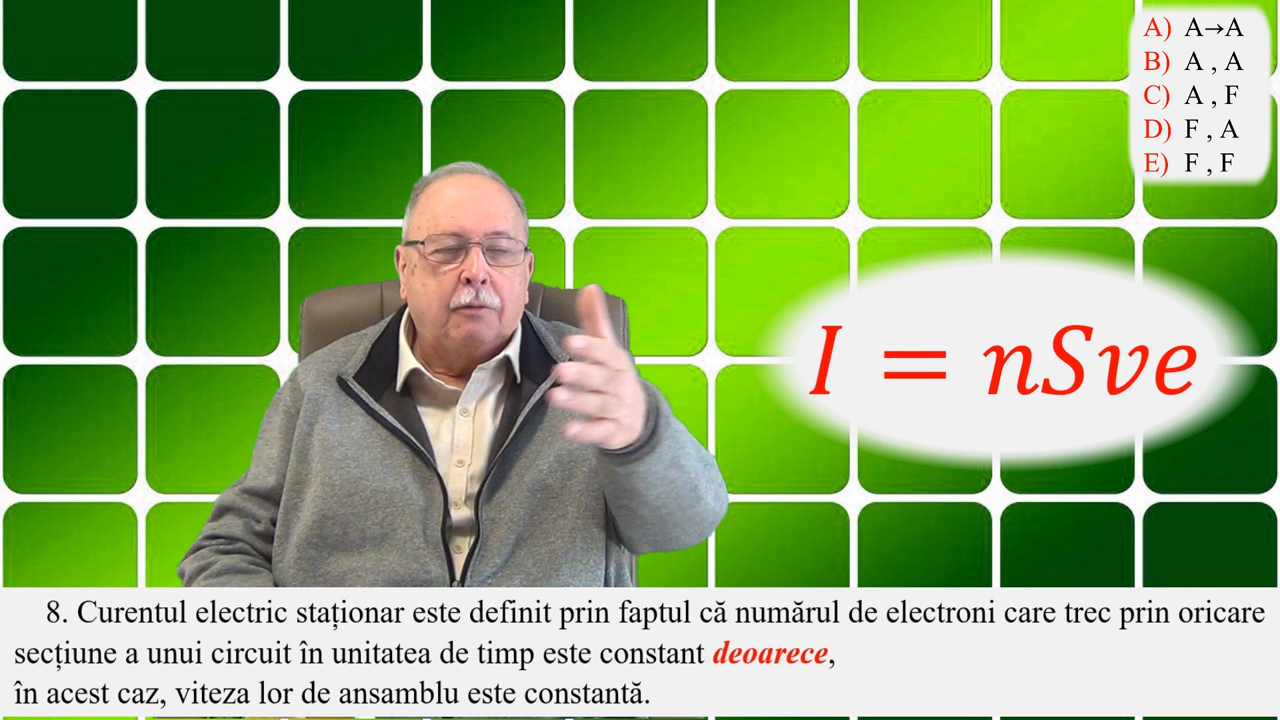 A) A→A
B) A , A
C) A , F
D) F , A
E) F , F
I = nSve
8. Curentul electric staționar este definit prin faptul că numărul de electroni care trec prin oricare
secțiune a unui circuit în unitatea de timp este constant deoarece,
în acest caz, viteza lor de ansamblu este constantă.